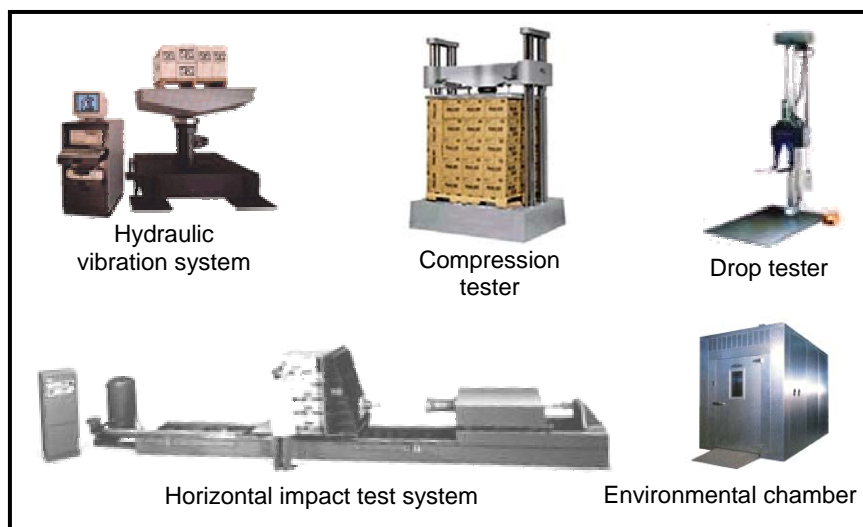 Hydraulic
vibration system
Compression
tester
Drop tester
Horizontal impact test system
Environmental chamber